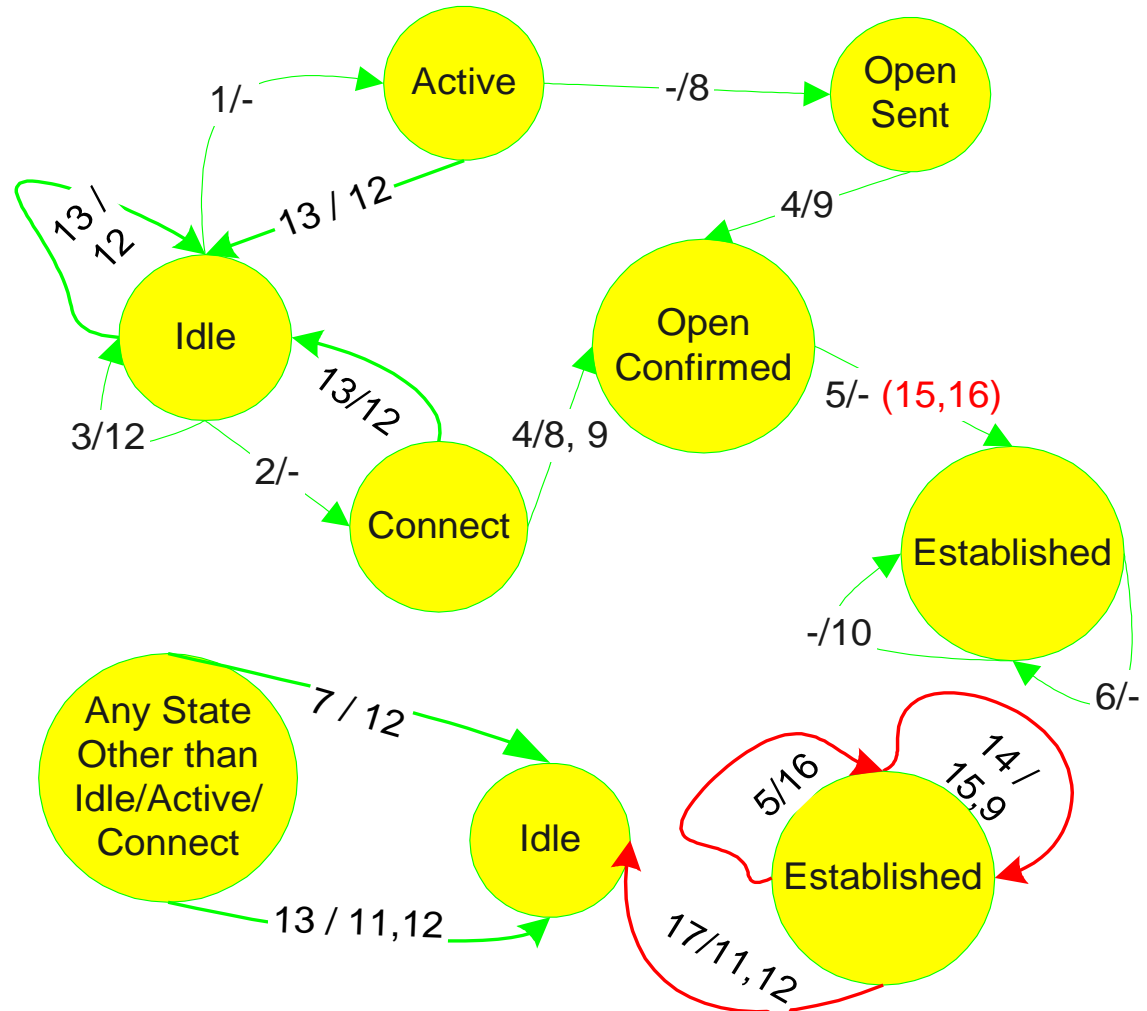 Active
Open
Sent
1/-
-/8
13 / 12
13 /
12
4/9
Idle
Open
Confirmed
13/12
5/- (15,16)
3/12
4/8, 9
2/-
Connect
Established
-/10
6/-
Any State
Other than
Idle/Active/
Connect
7 / 12
14 /
15,9
5/16
Idle
Established
13 / 11,12
17/11,12